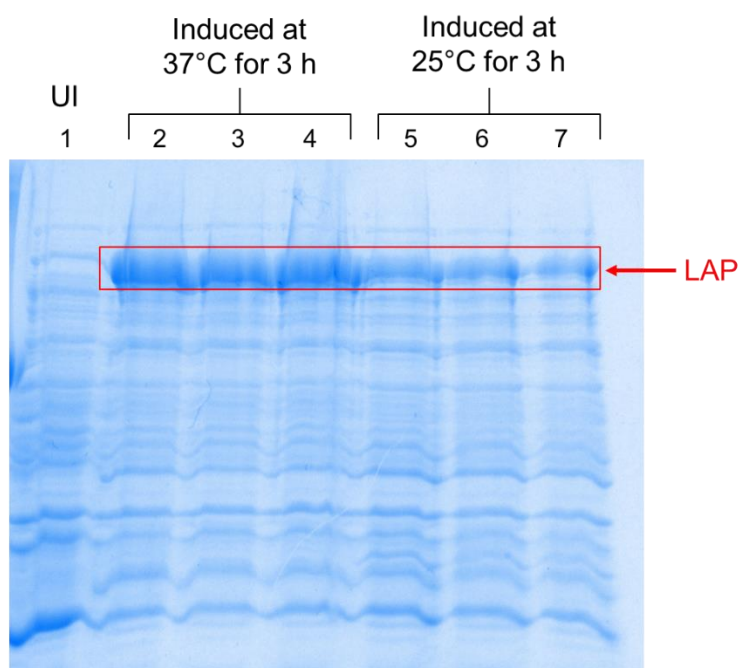 Induced at
37°C for 3 h
Induced at
25°C for 3 h
UI
1 2 3 4 5 6 7
LAP